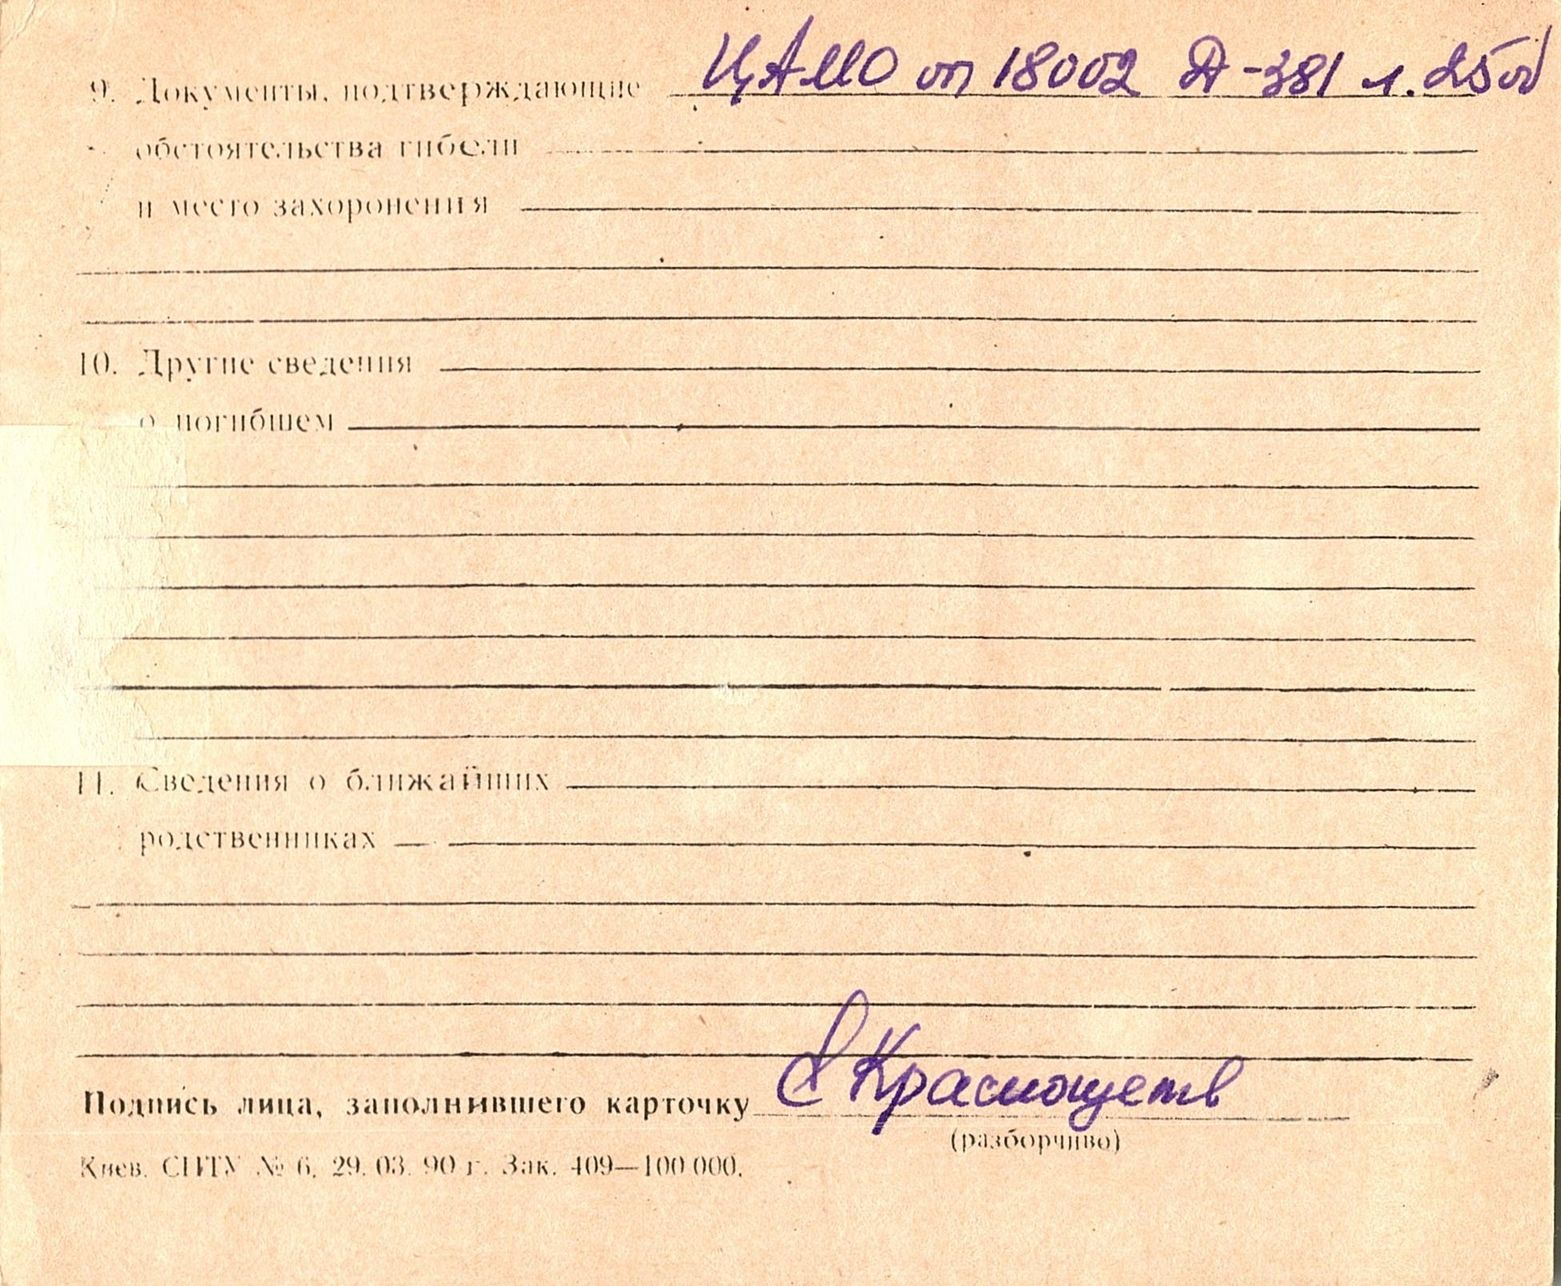 9. Документы, подтверждающие ЦАМО оп 18002 Д-381 л. 25об
обстоятельства гибели
и место захоронения
10. Другие сведения
о погибшем
11. Сведения о ближайших
родственниках
Подпись лица, заполнившего карточку
(разборчиво)
Киев. СПТУ № 6. 29. 03. 90 г. Зак. 409—100 000.